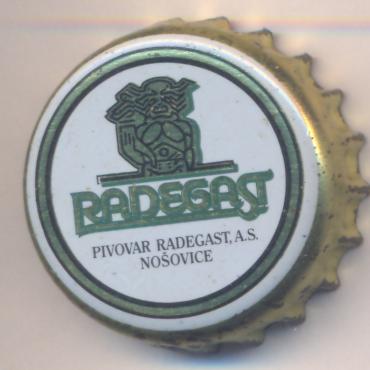 RADEGAST
PIVOVAR RADEGAST, A.S.
NOŠOVICE